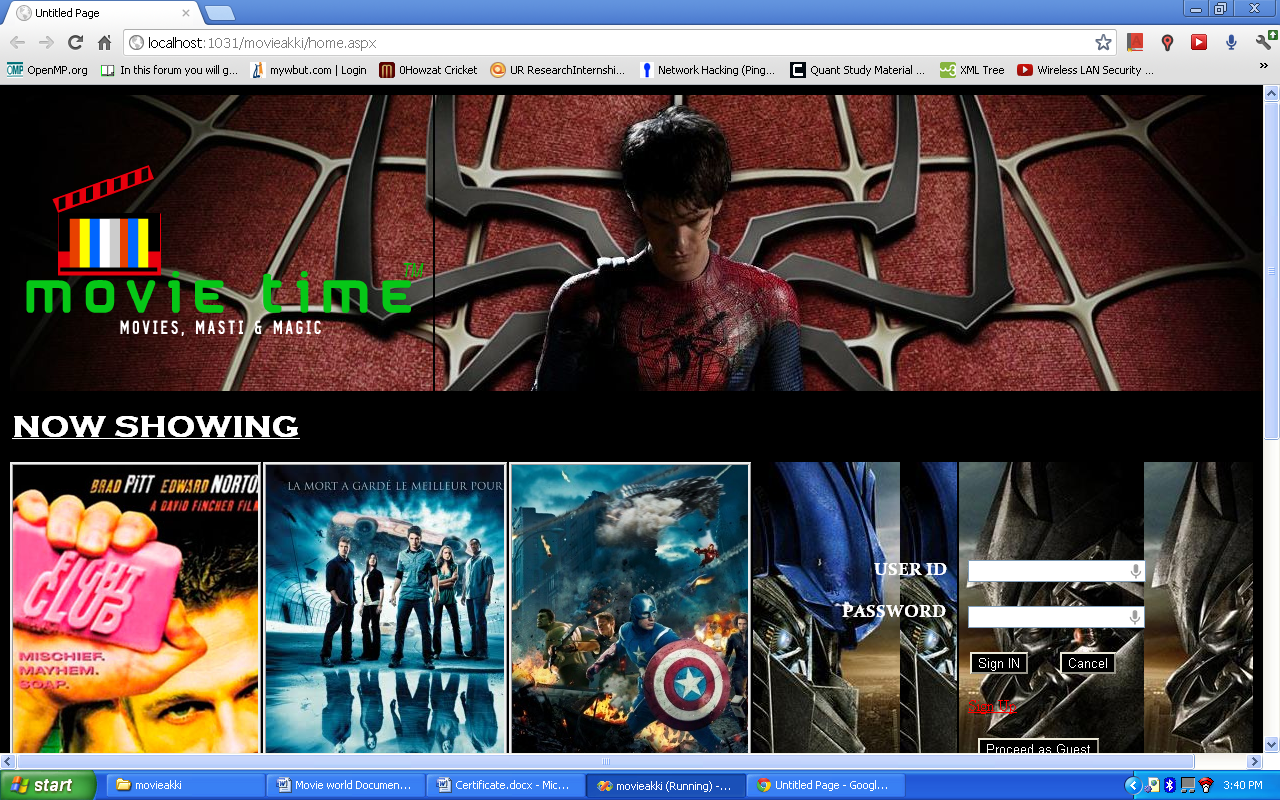 Untitled Page
localhost:1031/movieakki/home.aspx
OMP OpenMP.org
In this forum you will g...
mywbut.com | Login
0Howzat Cricket
UR ResearchInternshi...
Network Hacking (Ping...
Quant Study Material ...
XML Tree
Wireless LAN Security ...
»
movie time TM
MOVIES, MASTI & MAGIC
NOW SHOWING
BRAD PITT EDWARD NORTO
A DAVID FINCHER FIL
FIGHT
CLUB
MISCHIEF.
MAYHEM.
SOAP.
LA MORT A GARDÉ LE MEILLEUR POUR
USER ID
PASSWORD
Sign IN
Cancel
Sign Up
Proceed as Guest
start
movieakki
Movie world Documen...
Certificate.docx - Mic...
movieakki (Running) -...
Untitled Page - Googl...
3:40 PM